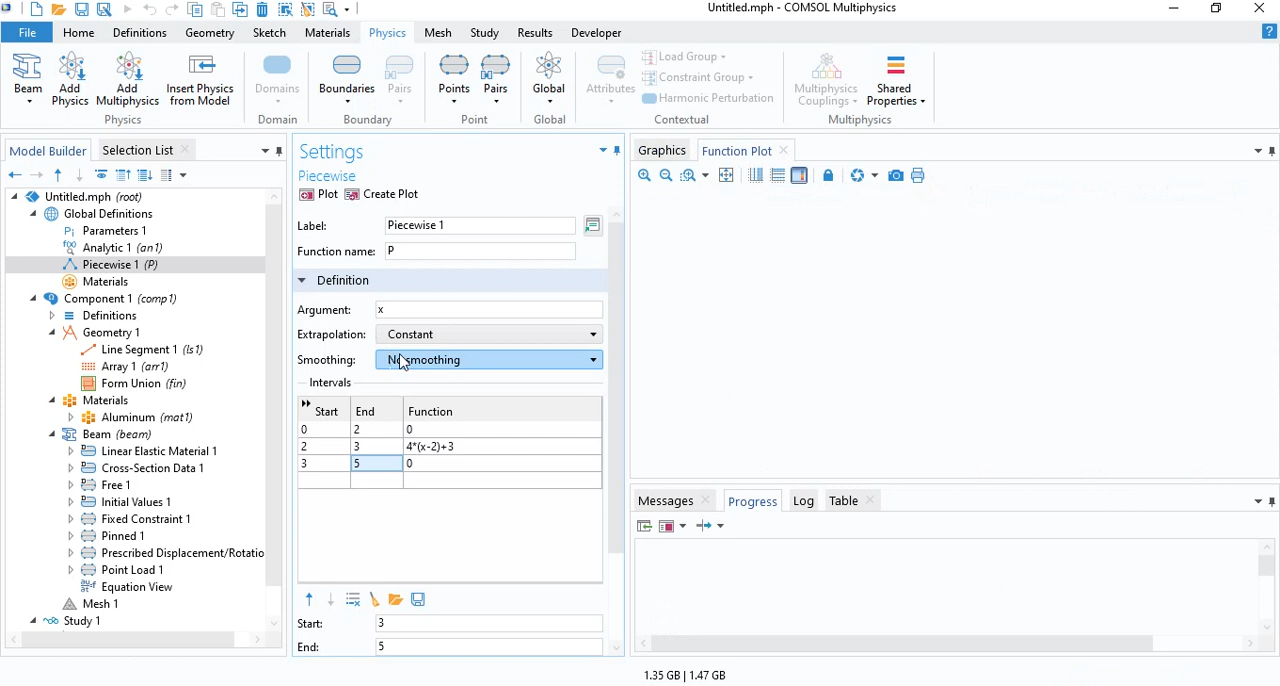 Untitled.mph - COMSOL Multiphysics
File Home Definitions Geometry Sketch Materials Physics Mesh Study Results Developer
Beam
Add Physics
Add Multiphysics
Insert Physics from Model
Physics
Domains
Domain
Boundaries
Pairs
Boundary
Points
Pairs
Point
Global
Global
Attributes
Load Group
Constraint Group
Harmonic Perturbation
Contextual
Multiphysics Couplings
Shared Properties
Multiphysics
Model Builder
Selection List
Untitled.mph (root)
Global Definitions
Pi Parameters 1
f(x) Analytic 1 (an1)
Piecewise 1 (P)
Materials
Component 1 (comp1)
Definitions
Geometry 1
Line Segment 1 (ls1)
Array 1 (arr1)
Form Union (fin)
Materials
Aluminum (mat1)
Beam (beam)
Linear Elastic Material 1
Cross-Section Data 1
Free 1
Initial Values 1
Fixed Constraint 1
Pinned 1
Prescribed Displacement/Rotatio
Point Load 1
Equation View
Mesh 1
Study 1
Settings
Piecewise
Plot Create Plot
Label: Piecewise 1
Function name: P
Definition
Argument: x
Extrapolation: Constant
Smoothing: No smoothing
Intervals
Start End Function
0 2 0
2 3 4*(x-2)+3
3 5 0
Start: 3
End: 5
Graphics Function Plot
Messages Progress Log Table
1.35 GB | 1.47 GB